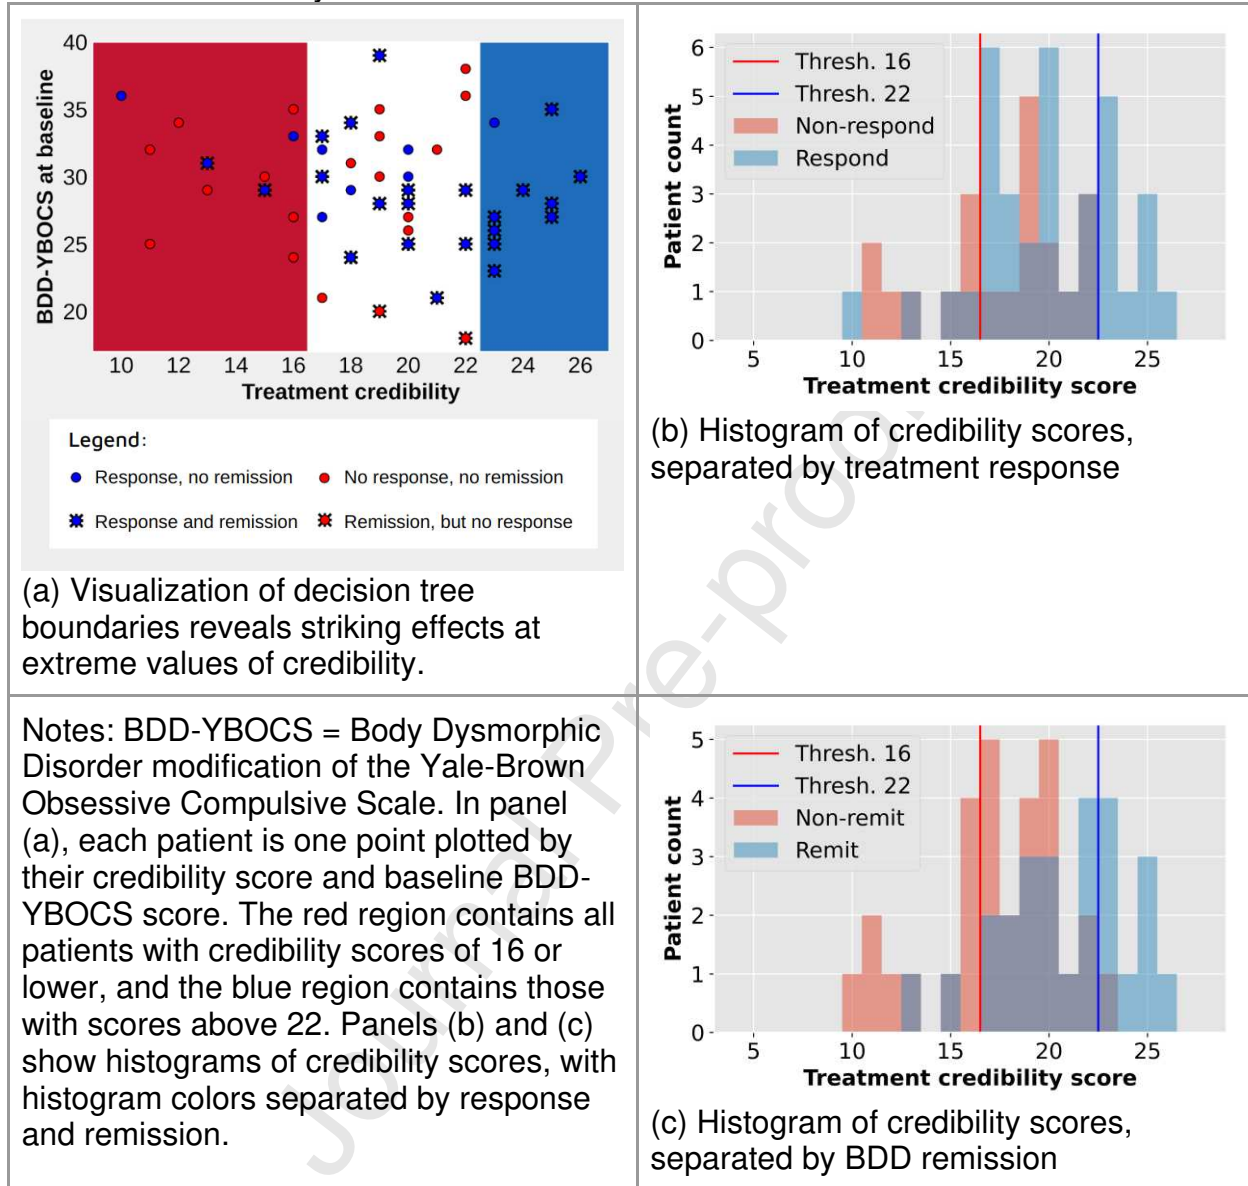 40
35
30
25
20
BDD-YBOCS at baseline
10 12 14 16 18 20 22 24 26
Treatment credibility
Legend:
Response, no remission
No response, no remission
Response and remission
Remission, but no response
(a) Visualization of decision tree
boundaries reveals striking effects at
extreme values of credibility.
6
5
4
3
2
1
0
Patient count
Thresh. 16
Thresh. 22
Non-respond
Respond
5 10 15 20 25
Treatment credibility score
(b) Histogram of credibility scores,
separated by treatment response
Notes: BDD-YBOCS = Body Dysmorphic
Disorder modification of the Yale-Brown
Obsessive Compulsive Scale. In panel
(a), each patient is one point plotted by
their credibility score and baseline BDD-
YBOCS score. The red region contains all
patients with credibility scores of 16 or
lower, and the blue region contains those
with scores above 22. Panels (b) and (c)
show histograms of credibility scores, with
histogram colors separated by response
and remission.
5
4
3
2
1
0
Patient count
Thresh. 16
Thresh. 22
Non-remit
Remit
5 10 15 20 25
Treatment credibility score
(c) Histogram of credibility scores,
separated by BDD remission
Journal Pre-proof